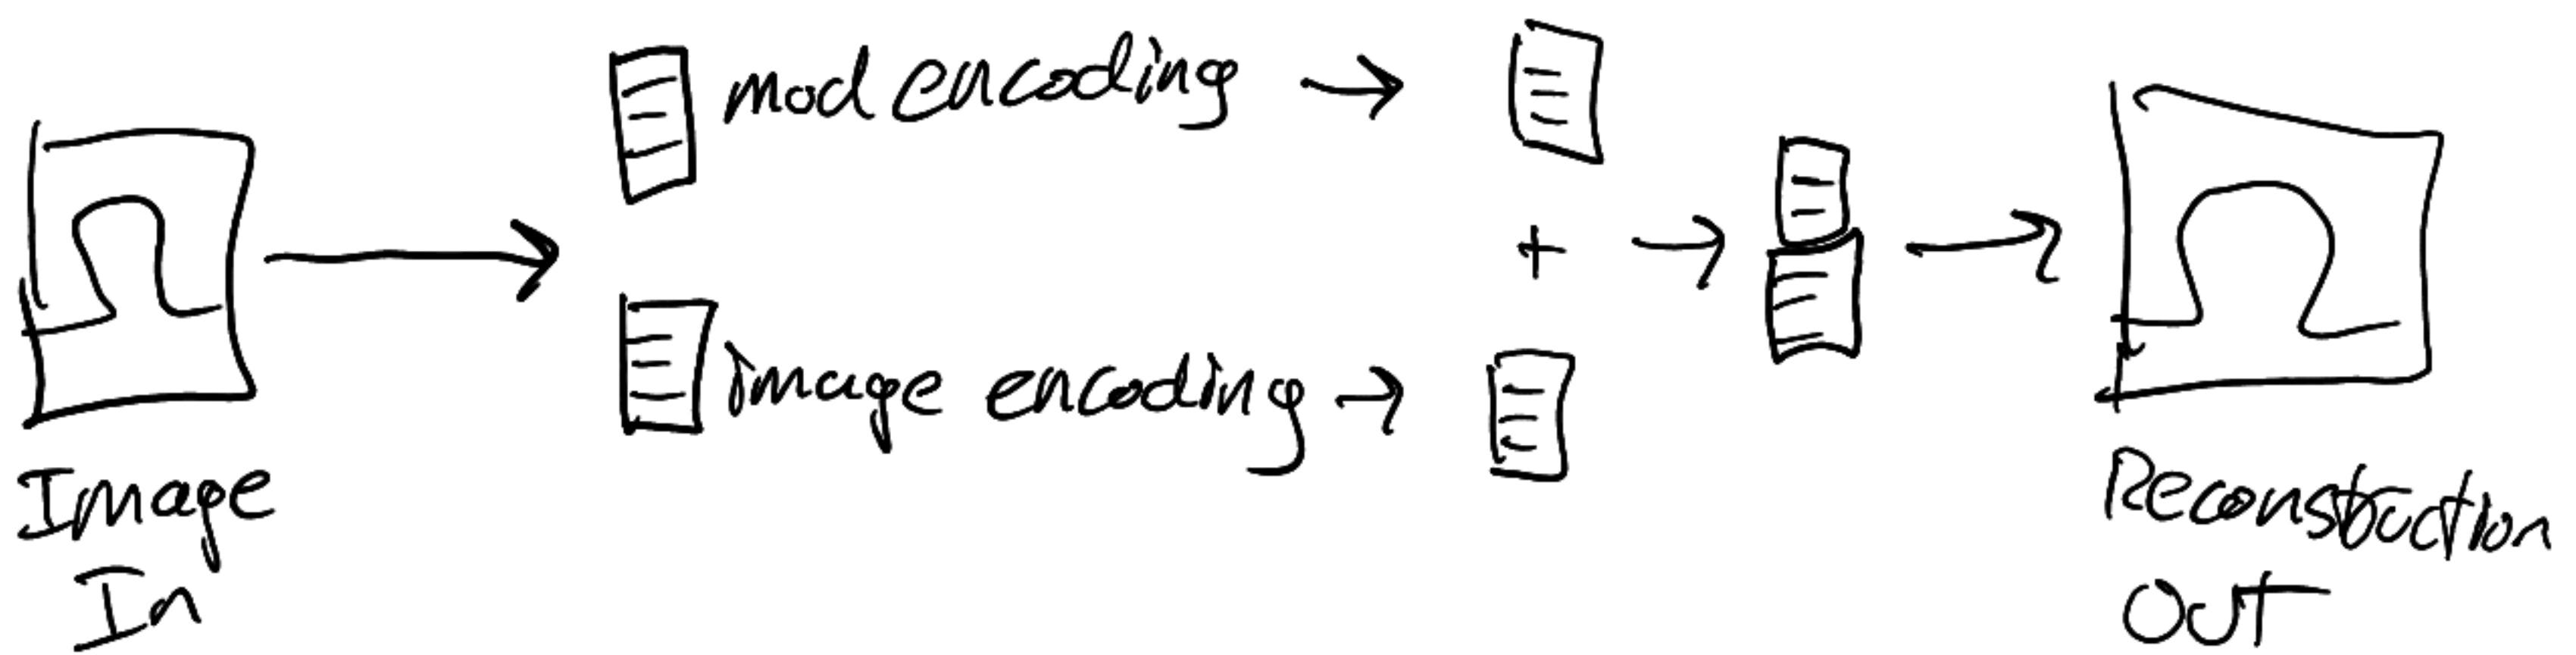 mod encoding
+
image encoding
Image
In
Reconstruction
Out